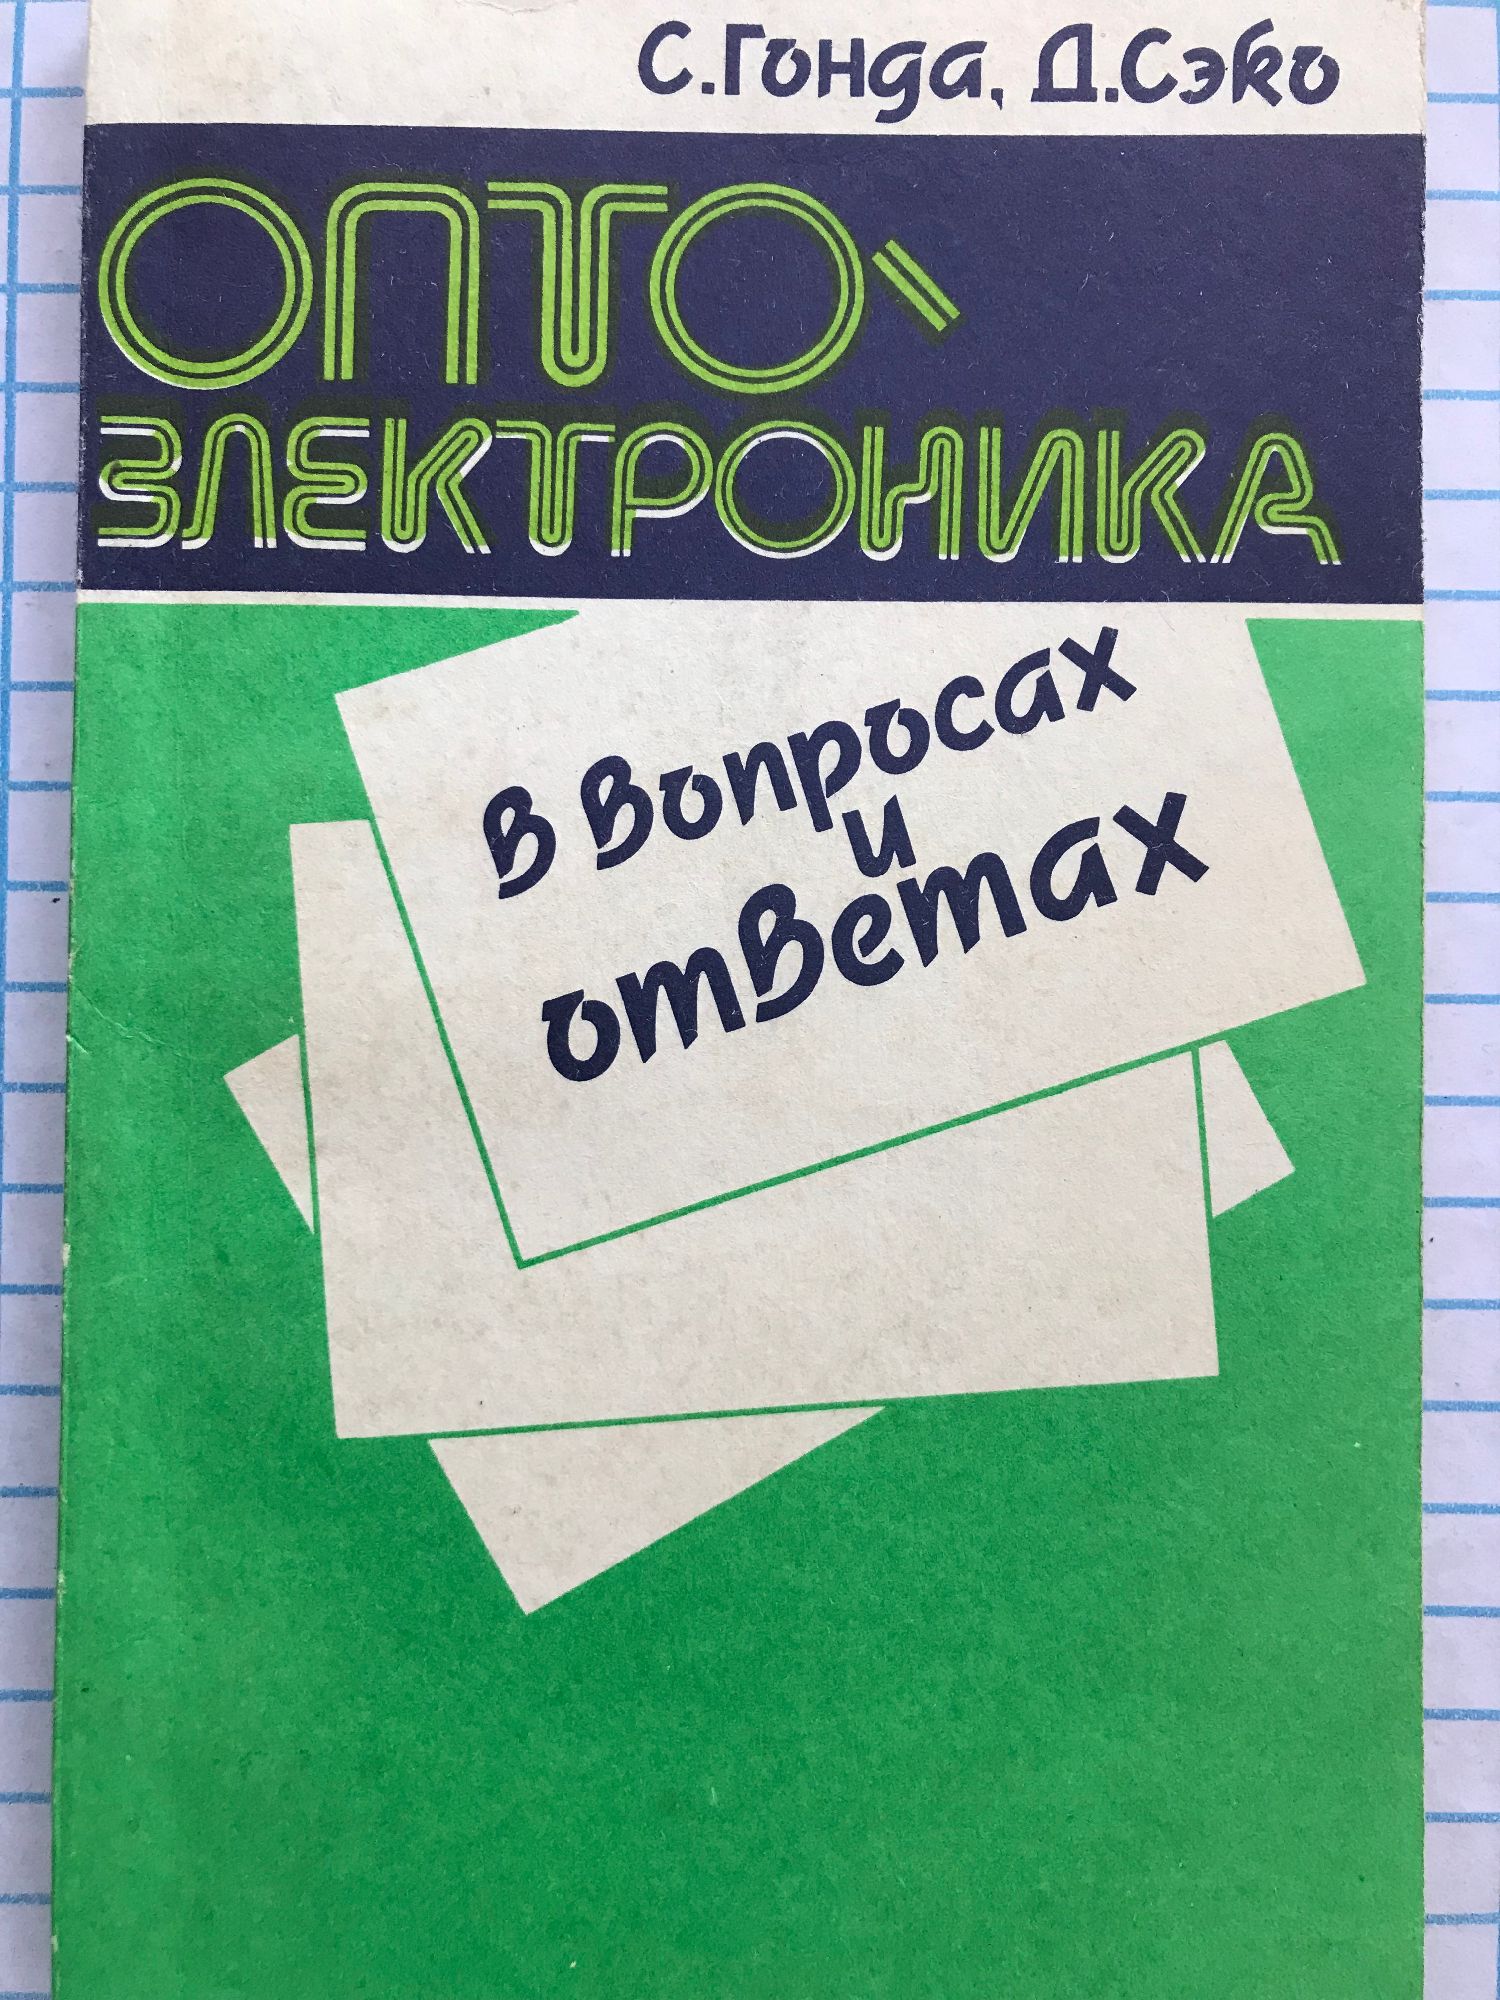 С.Гонда, Д.Сэко
ОПТО-
ЭЛЕКТРОНИКА
в вопросах
и
ответах